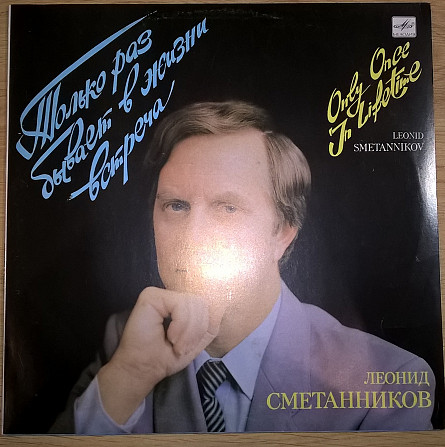 Только раз
бывает в жизни
встреча
Only Once
In Lifetime
LEONID
SMETANNIKOV
ЛЕОНИД
СМЕТАННИКОВ